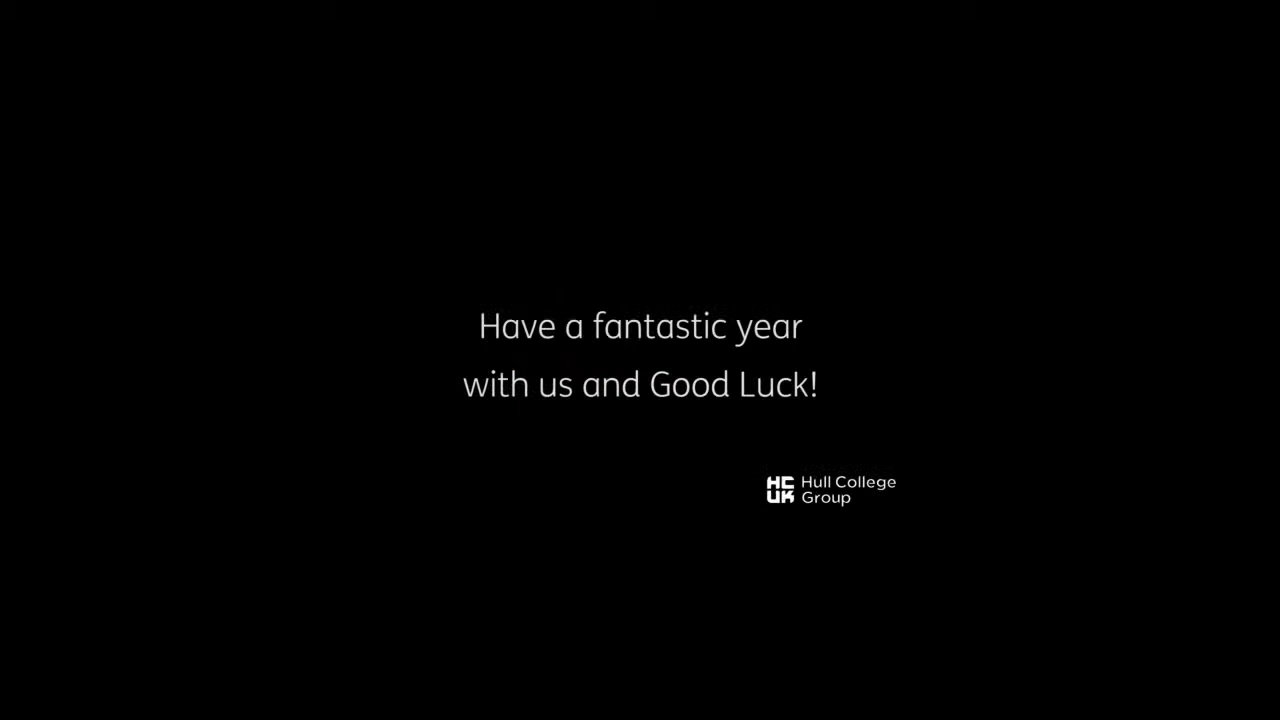 Have a fantastic year
with us and Good Luck!
HC Hull College
UK Group